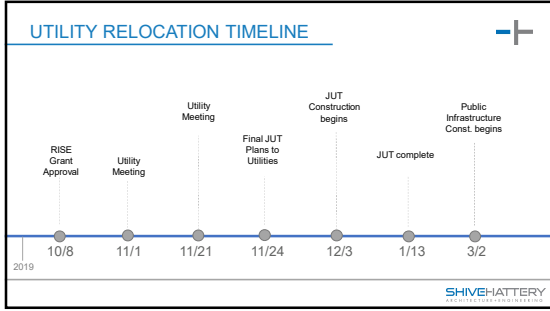 UTILITY RELOCATION TIMELINE
RISE
Grant
Approval
Utility
Meeting
Utility
Meeting
Final JUT
Plans to
Utilities
JUT
Construction
begins
JUT complete
Public
Infrastructure
Const. begins
10/8
11/1
11/21
11/24
12/3
1/13
3/2
2019
SHIVEHATTERY
ARCHITECTURE+ENGINEERING